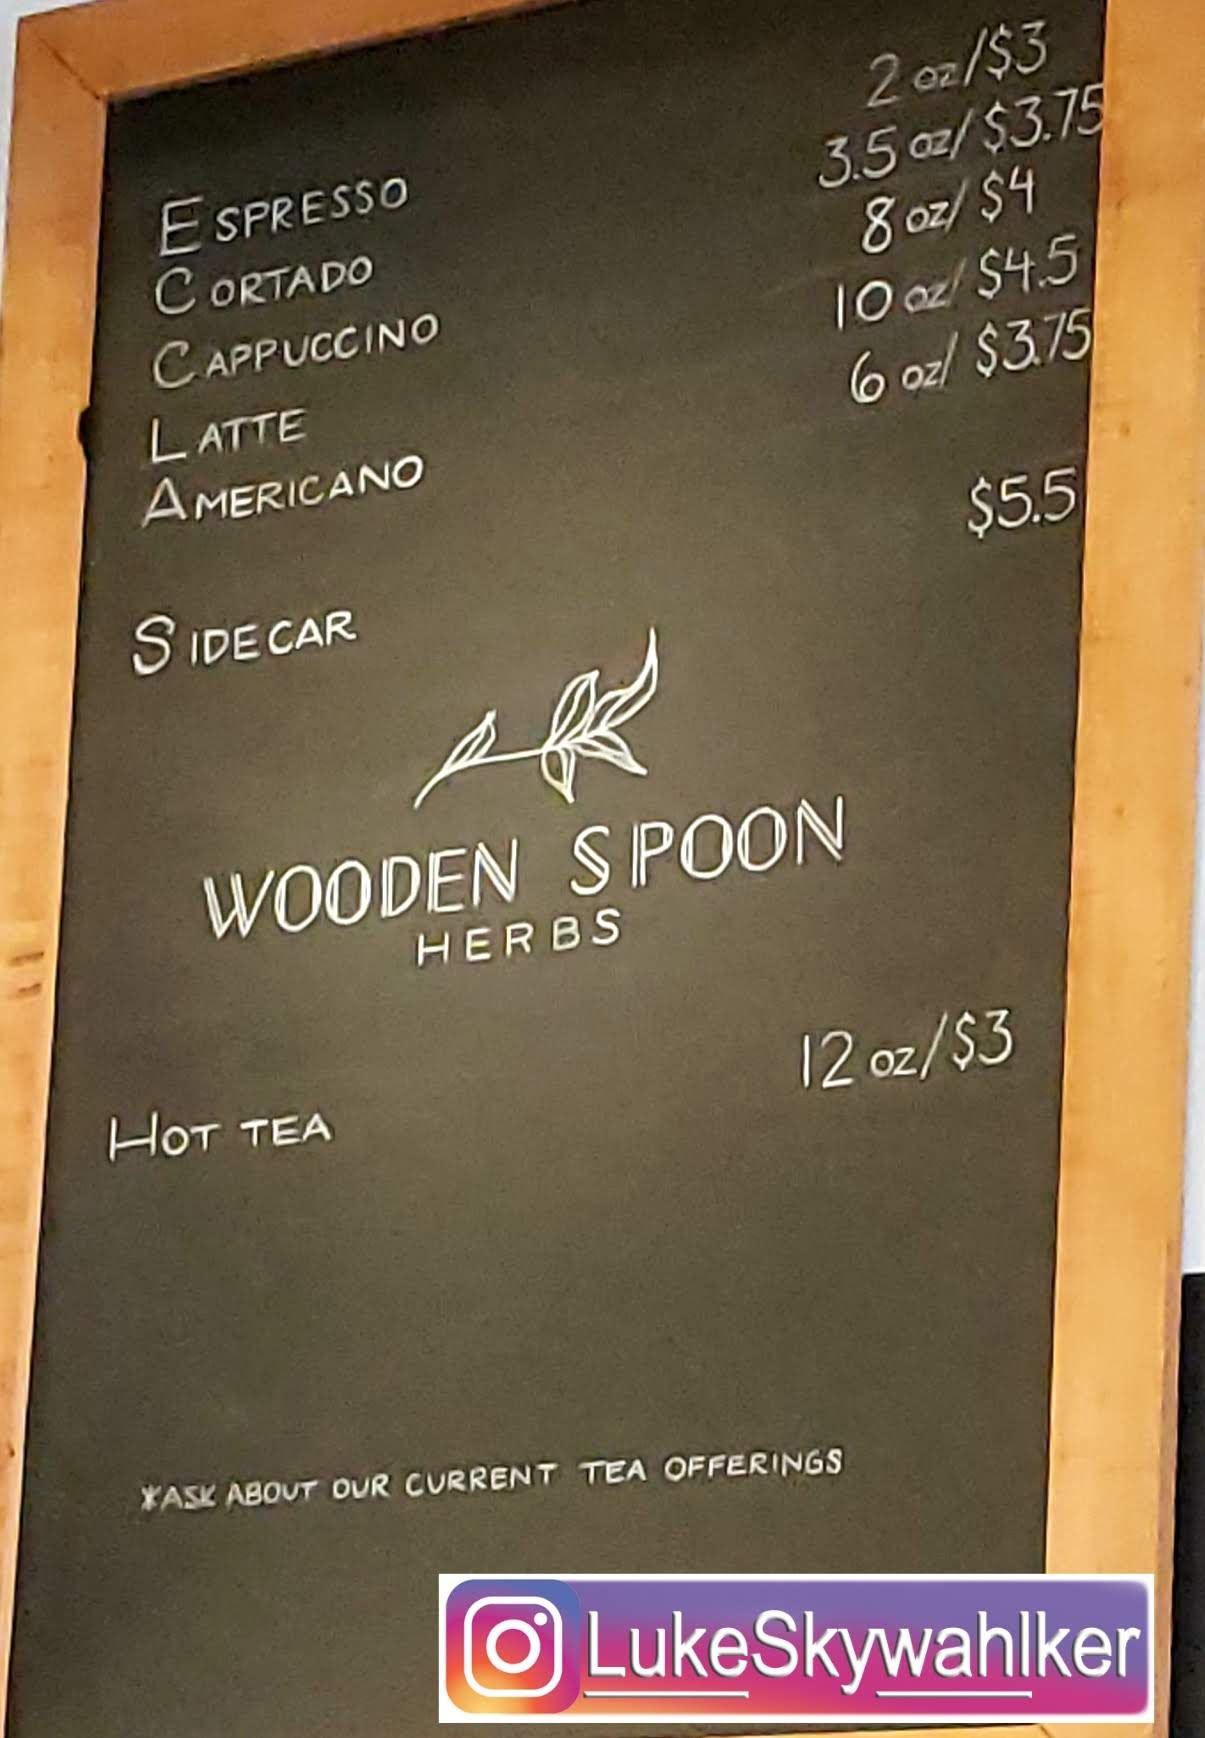 ESPRESSO 2 oz/$3
CORTADO 3.5 oz/$3.75
CAPPUCCINO 8 oz/$4
LATTE 10 oz/$4.5
AMERICANO 6 oz/$3.75
SIDECAR $5.5
WOODEN SPOON
HERBS
HOT TEA 12 oz/$3
*ASK ABOUT OUR CURRENT TEA OFFERINGS
LukeSkywahlker